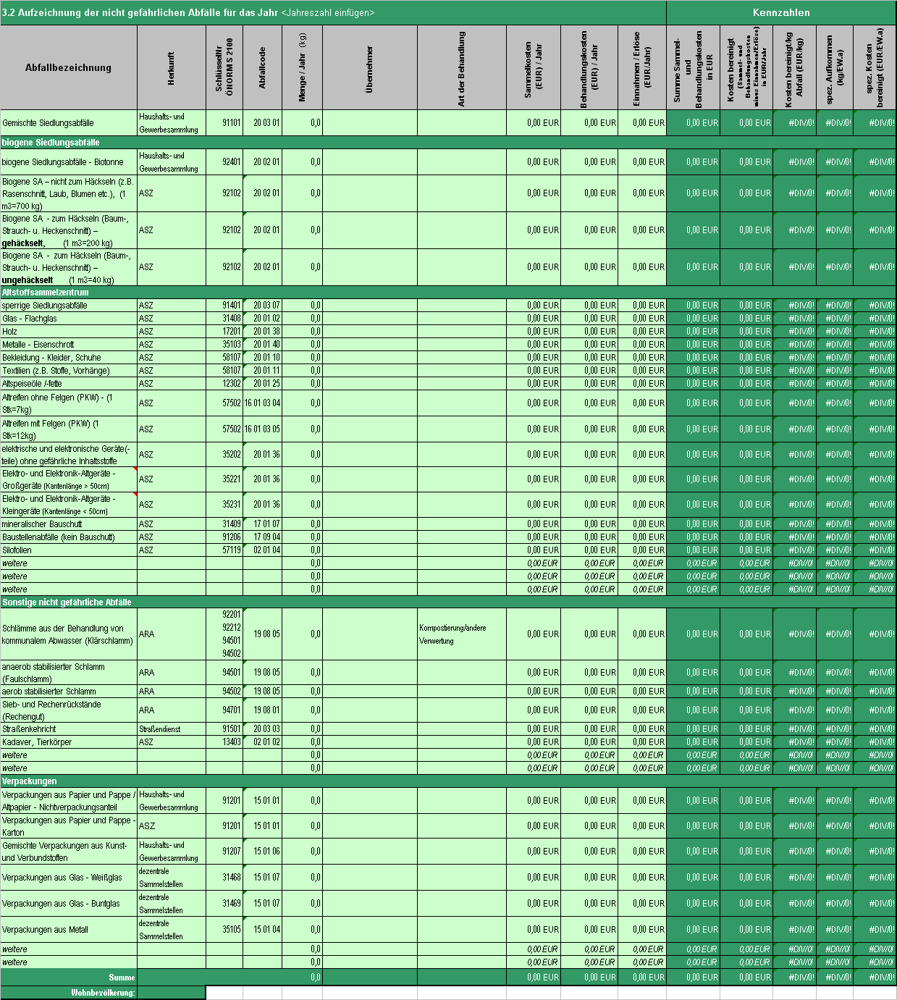 3.2 Aufzeichnung der nicht gefährlichen Abfälle für das Jahr <Jahreszahl einfügen> Kennzahlen
Abfallbezeichnung
Herkunft
SchlüsselNr
ÖNORM S 2100
Abfallcode
Menge / Jahr (kg)
Übernehmer
Art der Behandlung
Sammelkosten
(EUR) / Jahr
Behandlungskosten
(EUR) / Jahr
Einnahmen / Erlöse
(EUR/Jahr)
Summe Sammel-
und
Behandlungskosten
in EUR
Kosten bereinigt
(Sammel- und
Behandlungskosten
minus Einnahmen/Erlöse)
in EUR/Jahr
Kosten bereinigt/kg
Abfall (EUR/kg)
spez. Aufkommen
(kg/EW.a)
spez. Kosten
bereinigt (EUR/EW.a)
Gemischte Siedlungsabfälle Haushalts- und
Gewerbesammlung 91101 20 03 01 0,0 0,00 EUR 0,00 EUR 0,00 EUR 0,00 EUR 0,00 EUR #DIV/0! #DIV/0! #DIV/0!
biogene Siedlungsabfälle
biogene Siedlungsabfälle - Biotonne Haushalts- und
Gewerbesammlung 92401 20 02 01 0,0 0,00 EUR 0,00 EUR 0,00 EUR 0,00 EUR 0,00 EUR #DIV/0! #DIV/0! #DIV/0!
Biogene SA – nicht zum Häckseln (z.B.
Rasenschnitt, Laub, Blumen etc.), (1
m3=700 kg) ASZ 92102 20 02 01 0,0 0,00 EUR 0,00 EUR 0,00 EUR 0,00 EUR 0,00 EUR #DIV/0! #DIV/0! #DIV/0!
Biogene SA - zum Häckseln (Baum-,
Strauch- u. Heckenschnitt) –
gehäckselt, (1 m3=200 kg) ASZ 92102 20 02 01 0,0 0,00 EUR 0,00 EUR 0,00 EUR 0,00 EUR 0,00 EUR #DIV/0! #DIV/0! #DIV/0!
Biogene SA - zum Häckseln (Baum-,
Strauch- u. Heckenschnitt) –
ungehäckselt (1 m3=40 kg) ASZ 92102 20 02 01 0,0 0,00 EUR 0,00 EUR 0,00 EUR 0,00 EUR 0,00 EUR #DIV/0! #DIV/0! #DIV/0!
Altstoffsammelzentrum
sperrige Siedlungsabfälle ASZ 91401 20 03 07 0,0 0,00 EUR 0,00 EUR 0,00 EUR 0,00 EUR 0,00 EUR #DIV/0! #DIV/0! #DIV/0!
Glas - Flachglas ASZ 31408 20 01 02 0,0 0,00 EUR 0,00 EUR 0,00 EUR 0,00 EUR 0,00 EUR #DIV/0! #DIV/0! #DIV/0!
Holz ASZ 17201 20 01 38 0,0 0,00 EUR 0,00 EUR 0,00 EUR 0,00 EUR 0,00 EUR #DIV/0! #DIV/0! #DIV/0!
Metalle - Eisenschrott ASZ 35103 20 01 40 0,0 0,00 EUR 0,00 EUR 0,00 EUR 0,00 EUR 0,00 EUR #DIV/0! #DIV/0! #DIV/0!
Bekleidung - Kleider, Schuhe ASZ 58107 20 01 10 0,0 0,00 EUR 0,00 EUR 0,00 EUR 0,00 EUR 0,00 EUR #DIV/0! #DIV/0! #DIV/0!
Textilien (z.B. Stoffe, Vorhänge) ASZ 58107 20 01 11 0,0 0,00 EUR 0,00 EUR 0,00 EUR 0,00 EUR 0,00 EUR #DIV/0! #DIV/0! #DIV/0!
Altspeiseöle /-fette ASZ 12302 20 01 25 0,0 0,00 EUR 0,00 EUR 0,00 EUR 0,00 EUR 0,00 EUR #DIV/0! #DIV/0! #DIV/0!
Altreifen ohne Felgen (PKW) - (1
Stk=7kg) ASZ 57502 16 01 03 04 0,0 0,00 EUR 0,00 EUR 0,00 EUR 0,00 EUR 0,00 EUR #DIV/0! #DIV/0! #DIV/0!
Altreifen mit Felgen (PKW) (1
Stk=12kg) ASZ 57502 16 01 03 05 0,0 0,00 EUR 0,00 EUR 0,00 EUR 0,00 EUR 0,00 EUR #DIV/0! #DIV/0! #DIV/0!
elektrische und elektronische Geräte(-
teile) ohne gefährliche Inhaltsstoffe ASZ 35202 20 01 36 0,0 0,00 EUR 0,00 EUR 0,00 EUR 0,00 EUR 0,00 EUR #DIV/0! #DIV/0! #DIV/0!
Elektro- und Elektronik-Altgeräte -
Großgeräte (Kantenlänge > 50cm) ASZ 35221 20 01 36 0,0 0,00 EUR 0,00 EUR 0,00 EUR 0,00 EUR 0,00 EUR #DIV/0! #DIV/0! #DIV/0!
Elektro- und Elektronik-Altgeräte -
Kleingeräte (Kantenlänge < 50cm) ASZ 35231 20 01 36 0,0 0,00 EUR 0,00 EUR 0,00 EUR 0,00 EUR 0,00 EUR #DIV/0! #DIV/0! #DIV/0!
mineralischer Bauschutt ASZ 31409 17 01 07 0,0 0,00 EUR 0,00 EUR 0,00 EUR 0,00 EUR 0,00 EUR #DIV/0! #DIV/0! #DIV/0!
Baustellenabfälle (kein Bauschutt) ASZ 91206 17 09 04 0,0 0,00 EUR 0,00 EUR 0,00 EUR 0,00 EUR 0,00 EUR #DIV/0! #DIV/0! #DIV/0!
Silofolien ASZ 57119 02 01 04 0,0 0,00 EUR 0,00 EUR 0,00 EUR 0,00 EUR 0,00 EUR #DIV/0! #DIV/0! #DIV/0!
weitere 0,0 0,00 EUR 0,00 EUR 0,00 EUR 0,00 EUR 0,00 EUR #DIV/0! #DIV/0! #DIV/0!
weitere 0,0 0,00 EUR 0,00 EUR 0,00 EUR 0,00 EUR 0,00 EUR #DIV/0! #DIV/0! #DIV/0!
weitere 0,0 0,00 EUR 0,00 EUR 0,00 EUR 0,00 EUR 0,00 EUR #DIV/0! #DIV/0! #DIV/0!
Sonstige nicht gefährliche Abfälle
Schlämme aus der Behandlung von
kommunalem Abwasser (Klärschlamm) ARA 92201
92212
94501
94502 19 08 05 0,0 Kompostierung/andere
Verwertung 0,00 EUR 0,00 EUR 0,00 EUR 0,00 EUR 0,00 EUR #DIV/0! #DIV/0! #DIV/0!
anaerob stabilisierter Schlamm
(Faulschlamm) ARA 94501 19 08 05 0,0 0,00 EUR 0,00 EUR 0,00 EUR 0,00 EUR 0,00 EUR #DIV/0! #DIV/0! #DIV/0!
aerob stabilisierter Schlamm ARA 94502 19 08 05 0,0 0,00 EUR 0,00 EUR 0,00 EUR 0,00 EUR 0,00 EUR #DIV/0! #DIV/0! #DIV/0!
Sieb- und Rechenrückstände
(Rechengut) ARA 94701 19 08 01 0,0 0,00 EUR 0,00 EUR 0,00 EUR 0,00 EUR 0,00 EUR #DIV/0! #DIV/0! #DIV/0!
Straßenkehricht Straßendienst 91501 20 03 03 0,0 0,00 EUR 0,00 EUR 0,00 EUR 0,00 EUR 0,00 EUR #DIV/0! #DIV/0! #DIV/0!
Kadaver, Tierkörper ASZ 13403 02 01 02 0,0 0,00 EUR 0,00 EUR 0,00 EUR 0,00 EUR 0,00 EUR #DIV/0! #DIV/0! #DIV/0!
weitere 0,0 0,00 EUR 0,00 EUR 0,00 EUR 0,00 EUR 0,00 EUR #DIV/0! #DIV/0! #DIV/0!
weitere 0,0 0,00 EUR 0,00 EUR 0,00 EUR 0,00 EUR 0,00 EUR #DIV/0! #DIV/0! #DIV/0!
Verpackungen
Verpackungen aus Papier und Pappe /
Altpapier - Nichtverpackungsanteil Haushalts- und
Gewerbesammlung 91201 15 01 01 0,0 0,00 EUR 0,00 EUR 0,00 EUR 0,00 EUR 0,00 EUR #DIV/0! #DIV/0! #DIV/0!
Verpackungen aus Papier und Pappe -
Karton ASZ 91201 15 01 01 0,0 0,00 EUR 0,00 EUR 0,00 EUR 0,00 EUR 0,00 EUR #DIV/0! #DIV/0! #DIV/0!
Gemischte Verpackungen aus Kunst-
und Verbundstoffen Haushalts- und
Gewerbesammlung 91207 15 01 06 0,0 0,00 EUR 0,00 EUR 0,00 EUR 0,00 EUR 0,00 EUR #DIV/0! #DIV/0! #DIV/0!
Verpackungen aus Glas - Weißglas dezentrale
Sammelstellen 31468 15 01 07 0,0 0,00 EUR 0,00 EUR 0,00 EUR 0,00 EUR 0,00 EUR #DIV/0! #DIV/0! #DIV/0!
Verpackungen aus Glas - Buntglas dezentrale
Sammelstellen 31469 15 01 07 0,0 0,00 EUR 0,00 EUR 0,00 EUR 0,00 EUR 0,00 EUR #DIV/0! #DIV/0! #DIV/0!
Verpackungen aus Metall dezentrale
Sammelstellen 35105 15 01 04 0,0 0,00 EUR 0,00 EUR 0,00 EUR 0,00 EUR 0,00 EUR #DIV/0! #DIV/0! #DIV/0!
weitere 0,0 0,00 EUR 0,00 EUR 0,00 EUR 0,00 EUR 0,00 EUR #DIV/0! #DIV/0! #DIV/0!
weitere 0,0 0,00 EUR 0,00 EUR 0,00 EUR 0,00 EUR 0,00 EUR #DIV/0! #DIV/0! #DIV/0!
Summe 0,0 0,00 EUR 0,00 EUR 0,00 EUR 0,00 EUR 0,00 EUR #DIV/0! #DIV/0! #DIV/0!
Wohnbevölkerung: